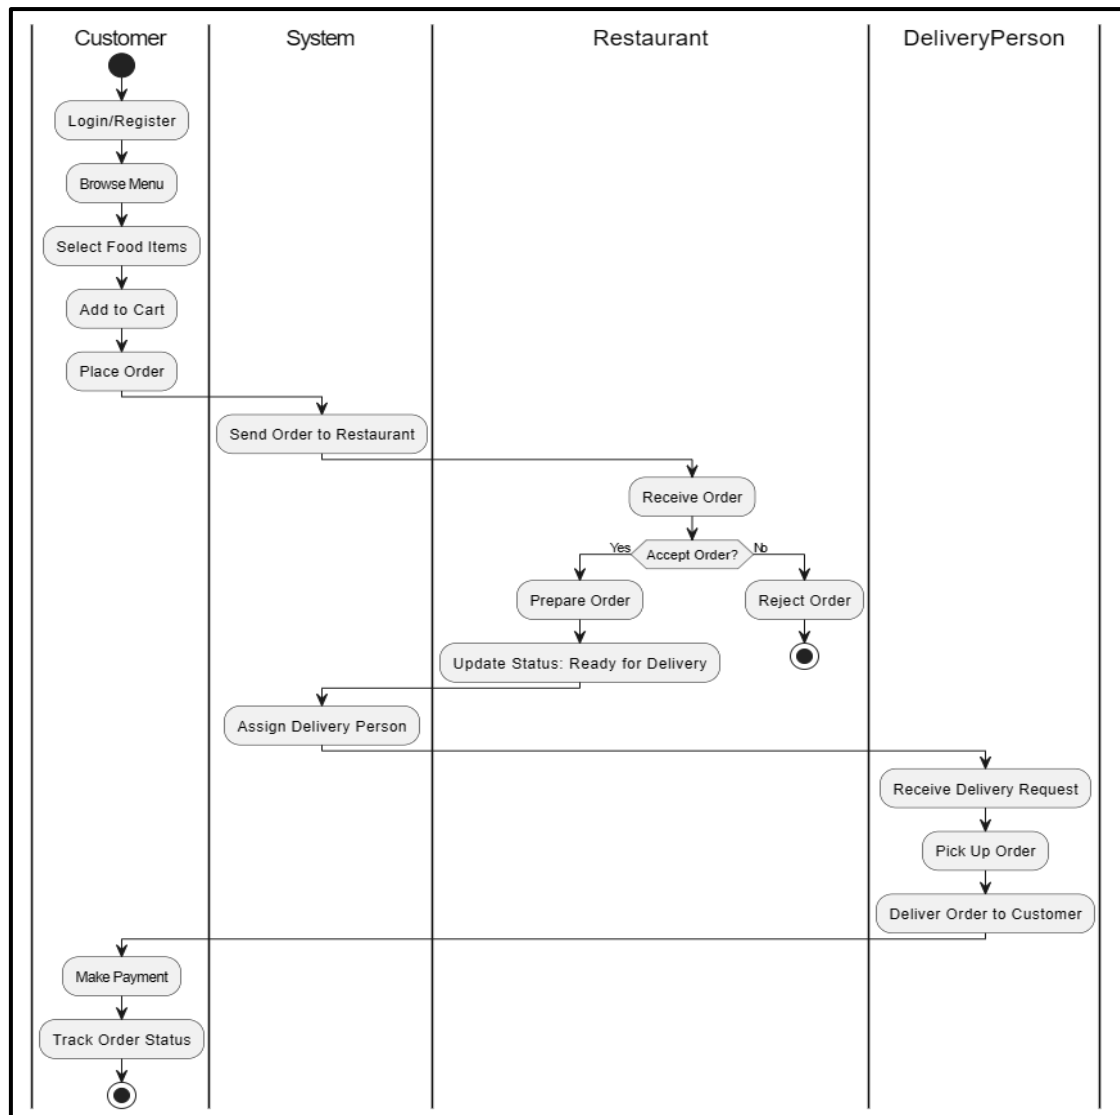 Customer
System
Restaurant
DeliveryPerson
Login/Register
Browse Menu
Select Food Items
Add to Cart
Place Order
Send Order to Restaurant
Receive Order
Yes
Accept Order?
No
Prepare Order
Reject Order
Update Status: Ready for Delivery
Assign Delivery Person
Receive Delivery Request
Pick Up Order
Deliver Order to Customer
Make Payment
Track Order Status